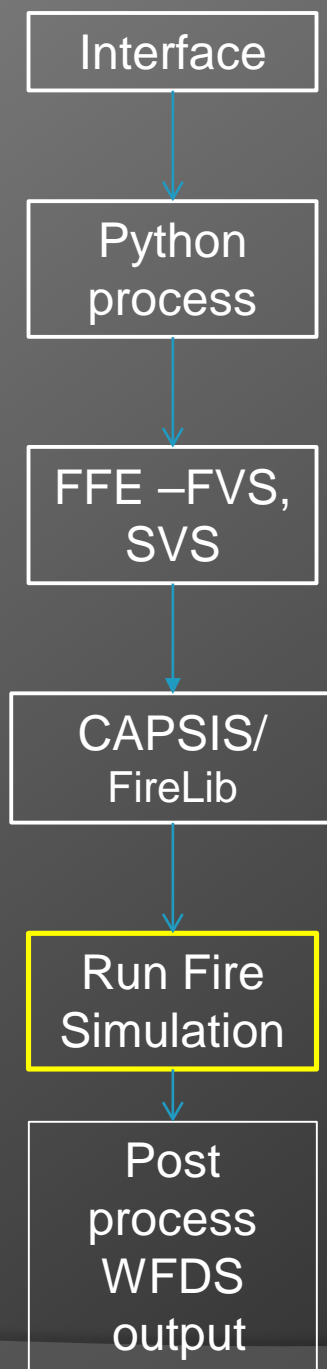 Interface
Python
process
FFE –FVS,
SVS
CAPSIS/
FireLib
Run Fire
Simulation
Post
process
WFDS
output